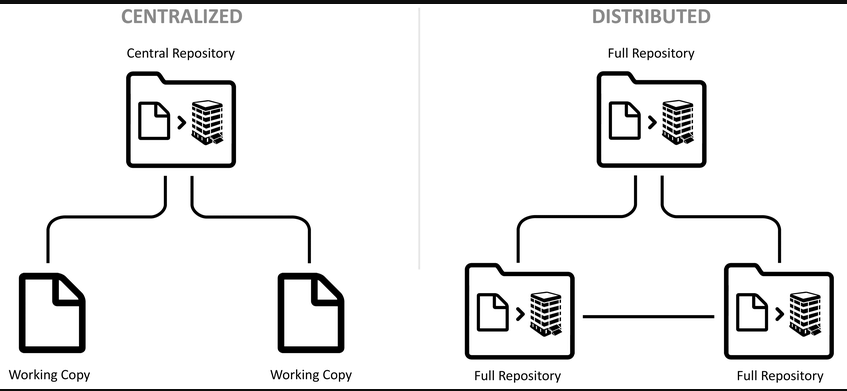 CENTRALIZED
Central Repository
Working Copy
Working Copy
DISTRIBUTED
Full Repository
Full Repository
Full Repository